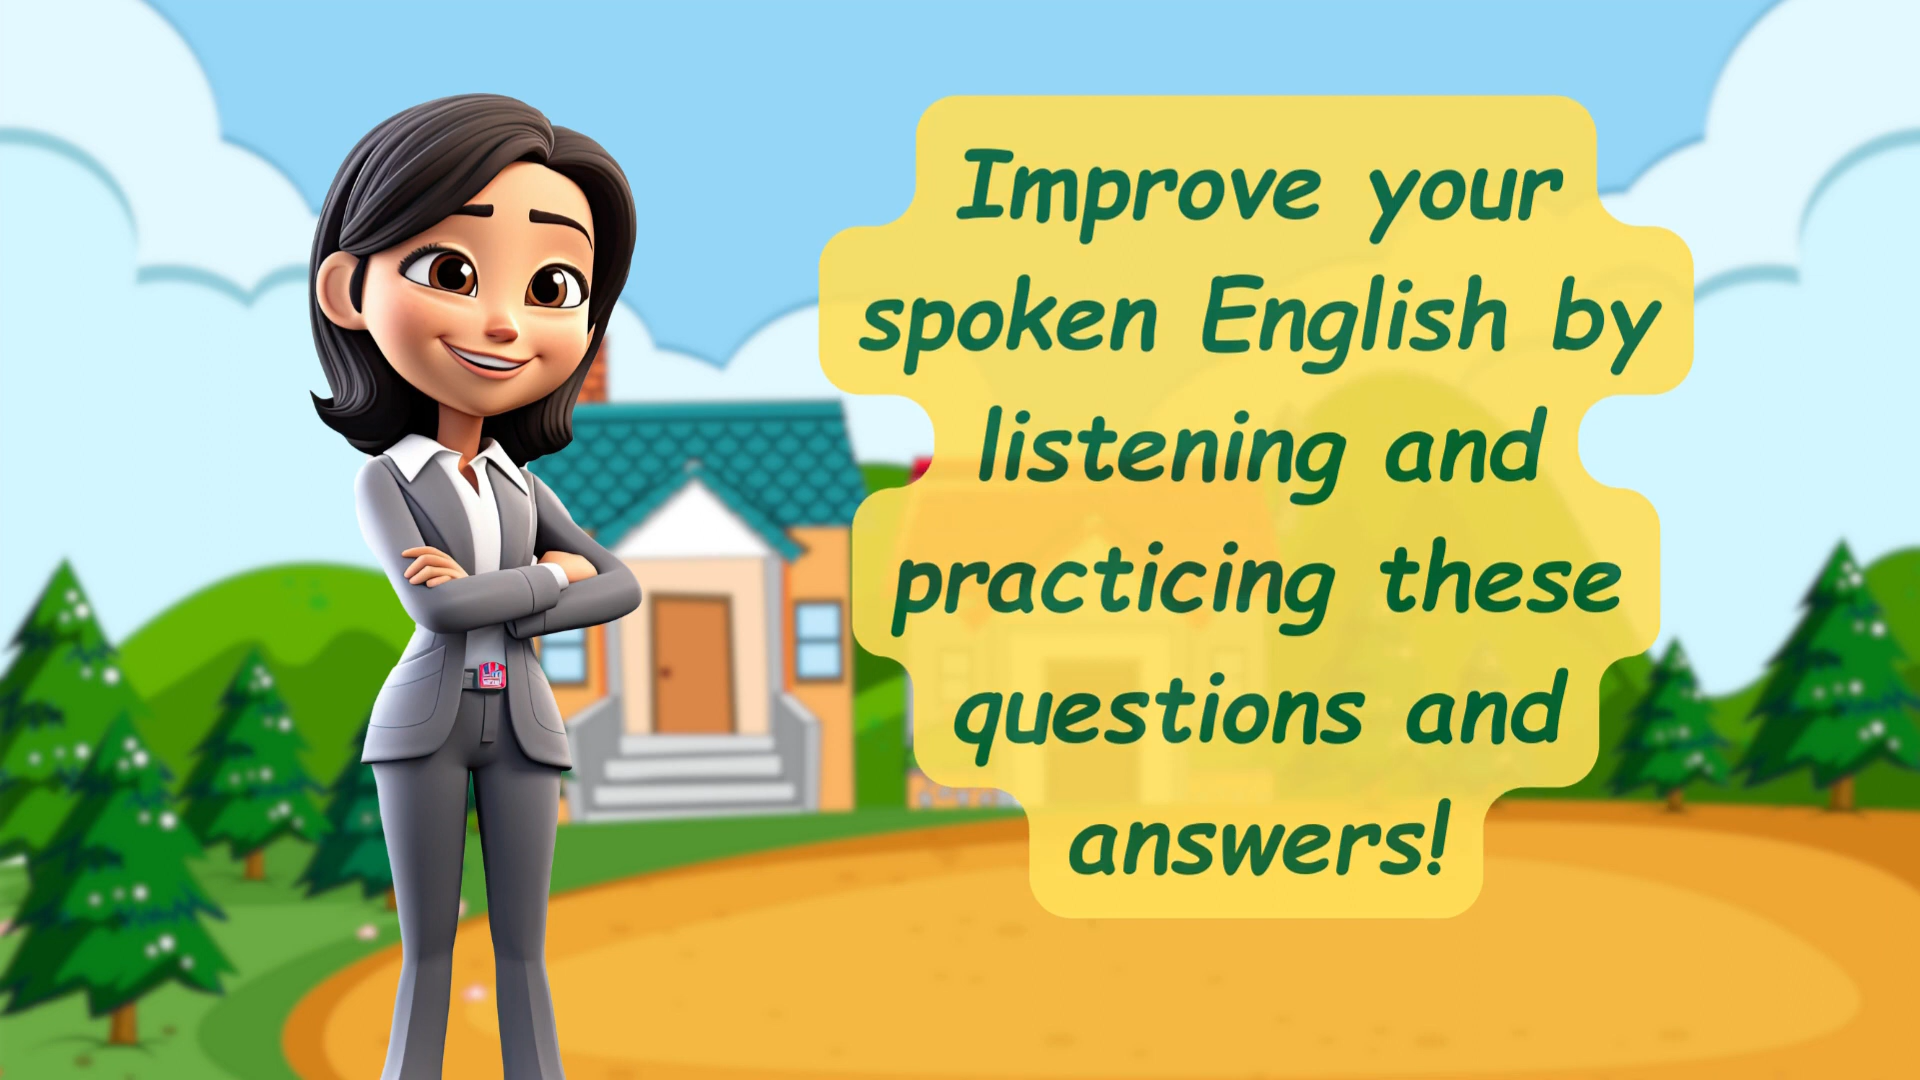 Improve your
spoken English by
listening and
practicing these
questions and
answers!